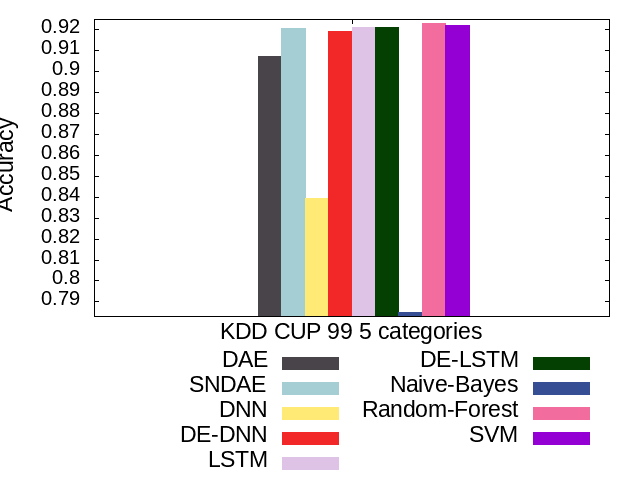 0.92
0.91
0.9
0.89
0.88
0.87
0.86
0.85
0.84
0.83
0.82
0.81
0.8
0.79
Accuracy
KDD CUP 99 5 categories
DAE
SNDAE
DNN
DE-DNN
LSTM
DE-LSTM
Naive-Bayes
Random-Forest
SVM